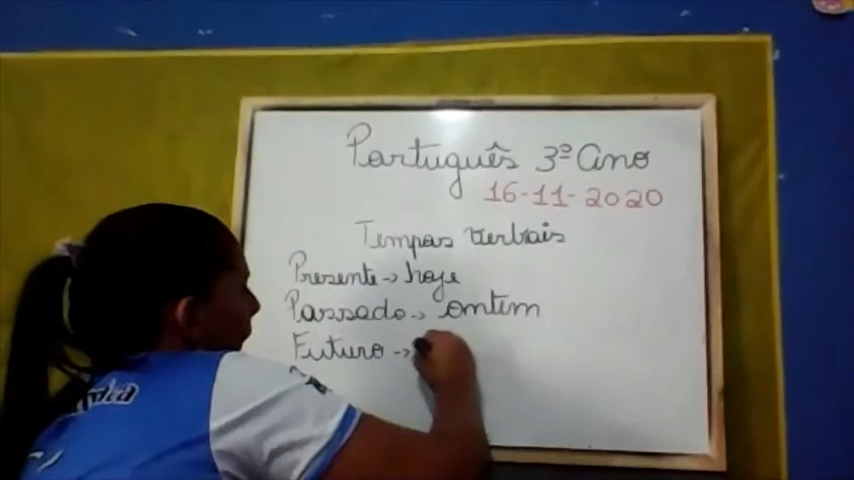 Português 3º Ano
16-11-2020
Tempos verbais
Presente -> hoje
Passado -> ontem
Futuro ->